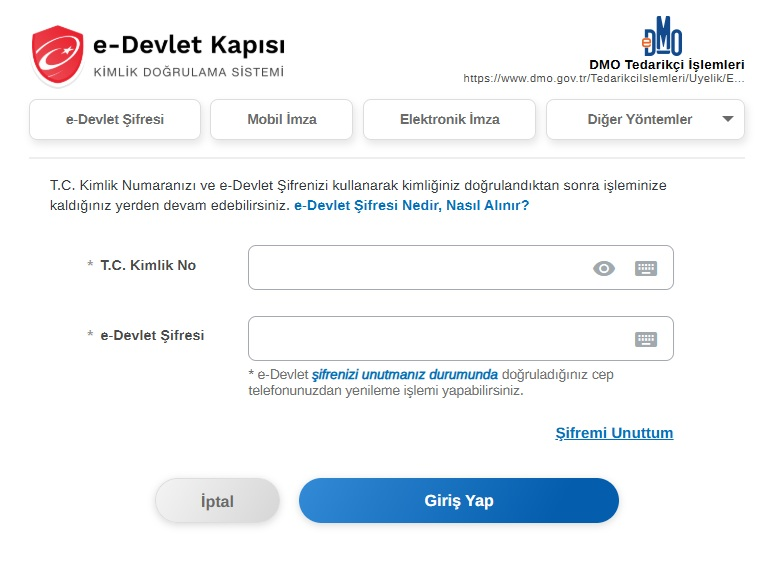 e-Devlet Kapısı
KİMLİK DOĞRULAMA SİSTEMİ
eDMO
DMO Tedarikçi İşlemleri
https://www.dmo.gov.tr/TedarikciIslemleri/Uyelik/E...
e-Devlet Şifresi
Mobil İmza
Elektronik İmza
Diğer Yöntemler
T.C. Kimlik Numaranızı ve e-Devlet Şifrenizi kullanarak kimliğiniz doğrulandıktan sonra işleminize
kaldığınız yerden devam edebilirsiniz. e-Devlet Şifresi Nedir, Nasıl Alınır?
* T.C. Kimlik No
* e-Devlet Şifresi
* e-Devlet şifrenizi unutmanız durumunda doğruladığınız cep
telefonunuzdan yenileme işlemi yapabilirsiniz.
Şifremi Unuttum
İptal
Giriş Yap